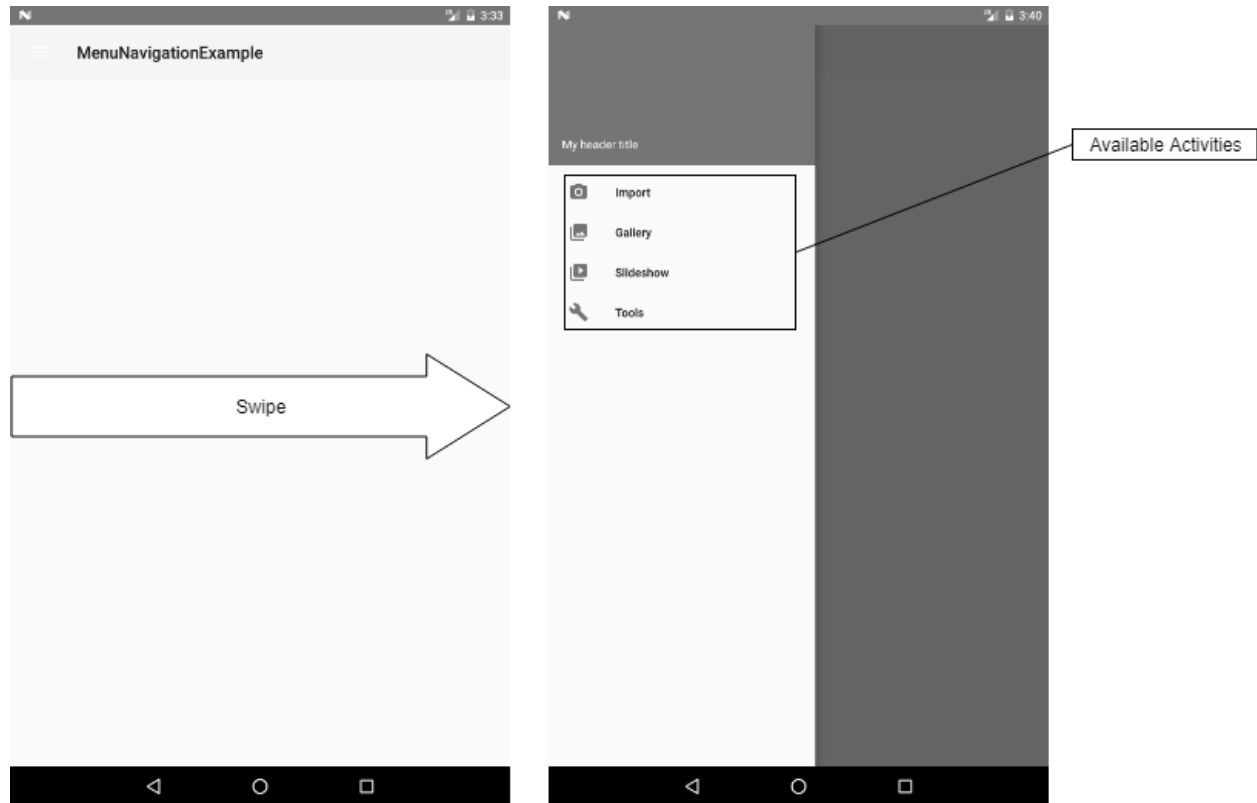 3:33
MenuNavigationExample
Swipe
3:40
My header title
Import
Gallery
Slideshow
Tools
Available Activities